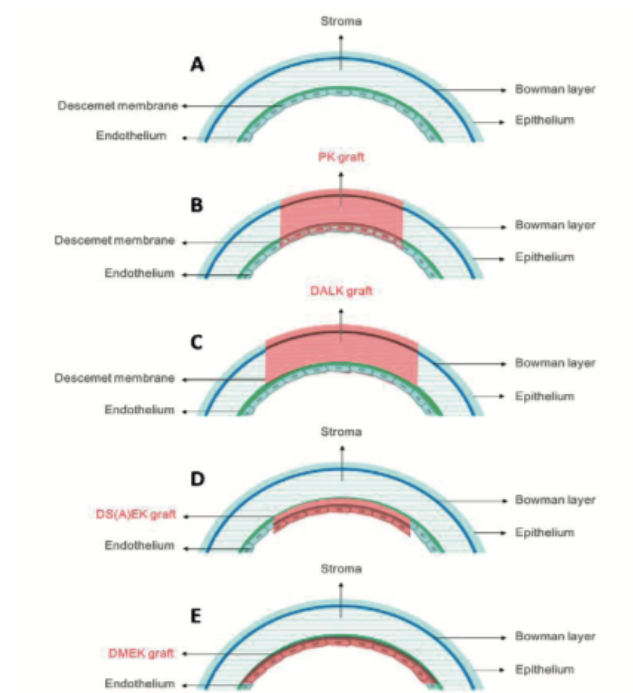 Stroma
A
Bowman layer
Descemet membrane
Epithelium
Endothelium
PK graft
B
Bowman layer
Descemet membrane
Epithelium
Endothelium
DALK graft
C
Bowman layer
Descemet membrane
Epithelium
Endothelium
Stroma
D
Bowman layer
DS(A)EK graft
Epithelium
Endothelium
Stroma
E
Bowman layer
DMEK graft
Epithelium
Endothelium